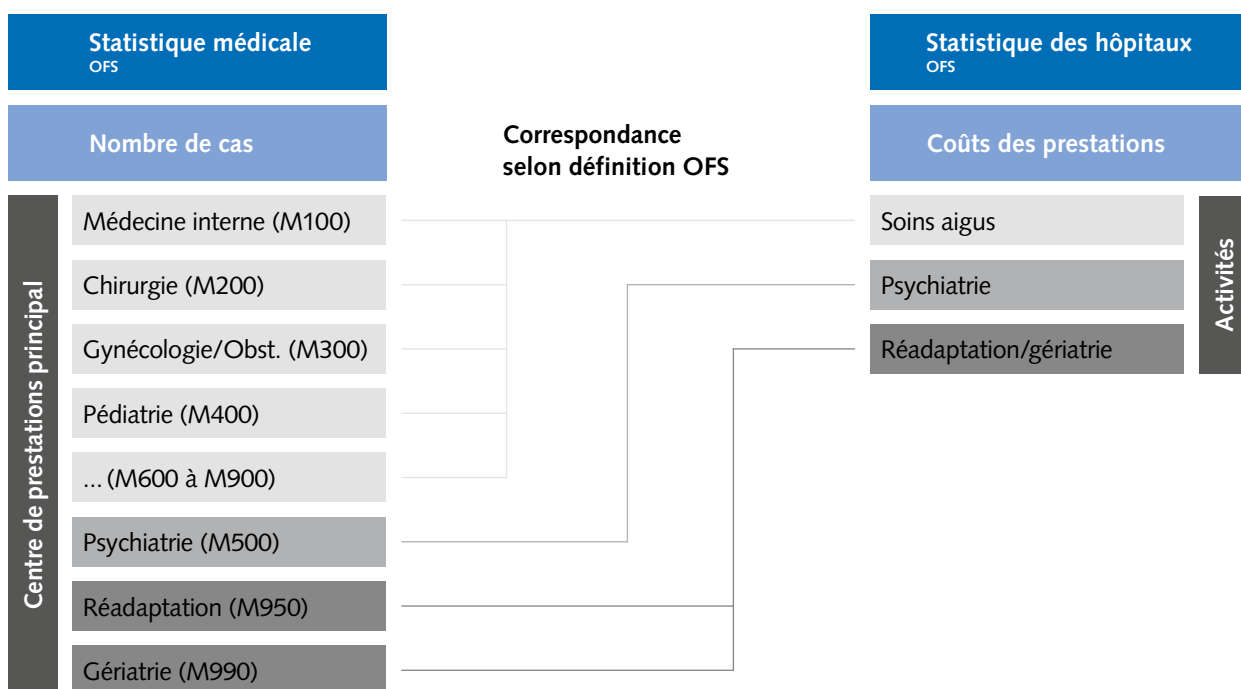 Statistique médicale
OFS
Statistique des hôpitaux
OFS
Nombre de cas
Correspondance
selon définition OFS
Coûts des prestations
Centre de prestations principal
Médecine interne (M100)
Chirurgie (M200)
Gynécologie/Obst. (M300)
Pédiatrie (M400)
... (M600 à M900)
Psychiatrie (M500)
Réadaptation (M950)
Gériatrie (M990)
Soins aigus
Psychiatrie
Réadaptation/gériatrie
Activités